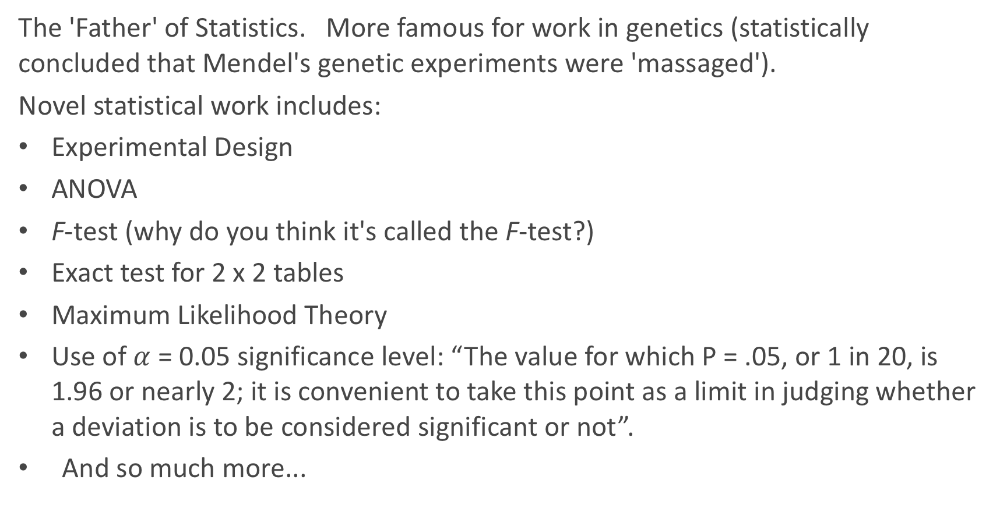 The 'Father' of Statistics.   More famous for work in genetics (statistically
concluded that Mendel's genetic experiments were 'massaged').
Novel statistical work includes:
• Experimental Design
• ANOVA
• F-test (why do you think it's called the F-test?)
• Exact test for 2 x 2 tables
• Maximum Likelihood Theory
• Use of α = 0.05 significance level: “The value for which P = .05, or 1 in 20, is
1.96 or nearly 2; it is convenient to take this point as a limit in judging whether
a deviation is to be considered significant or not”.
• And so much more...